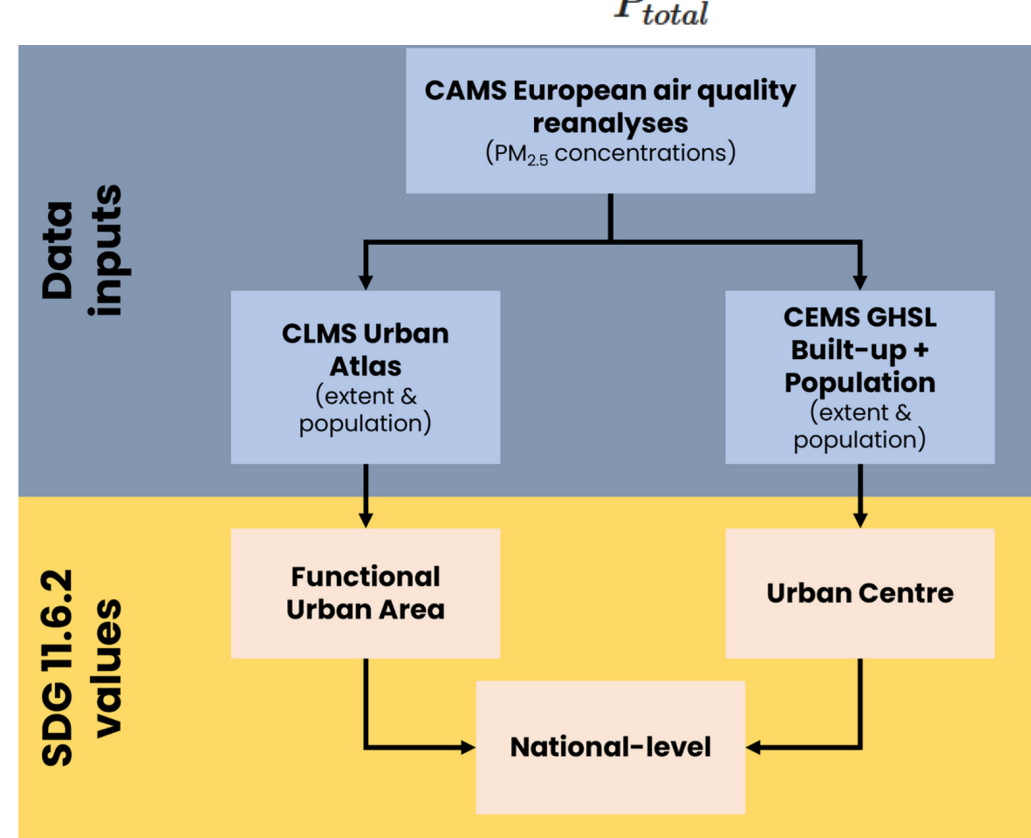 P_total
CAMS European air quality
reanalyses
(PM₂.₅ concentrations)
Data
inputs
CLMS Urban
Atlas
(extent &
population)
CEMS GHSL
Built-up +
Population
(extent &
population)
SDG 11.6.2
values
Functional
Urban Area
Urban Centre
National-level